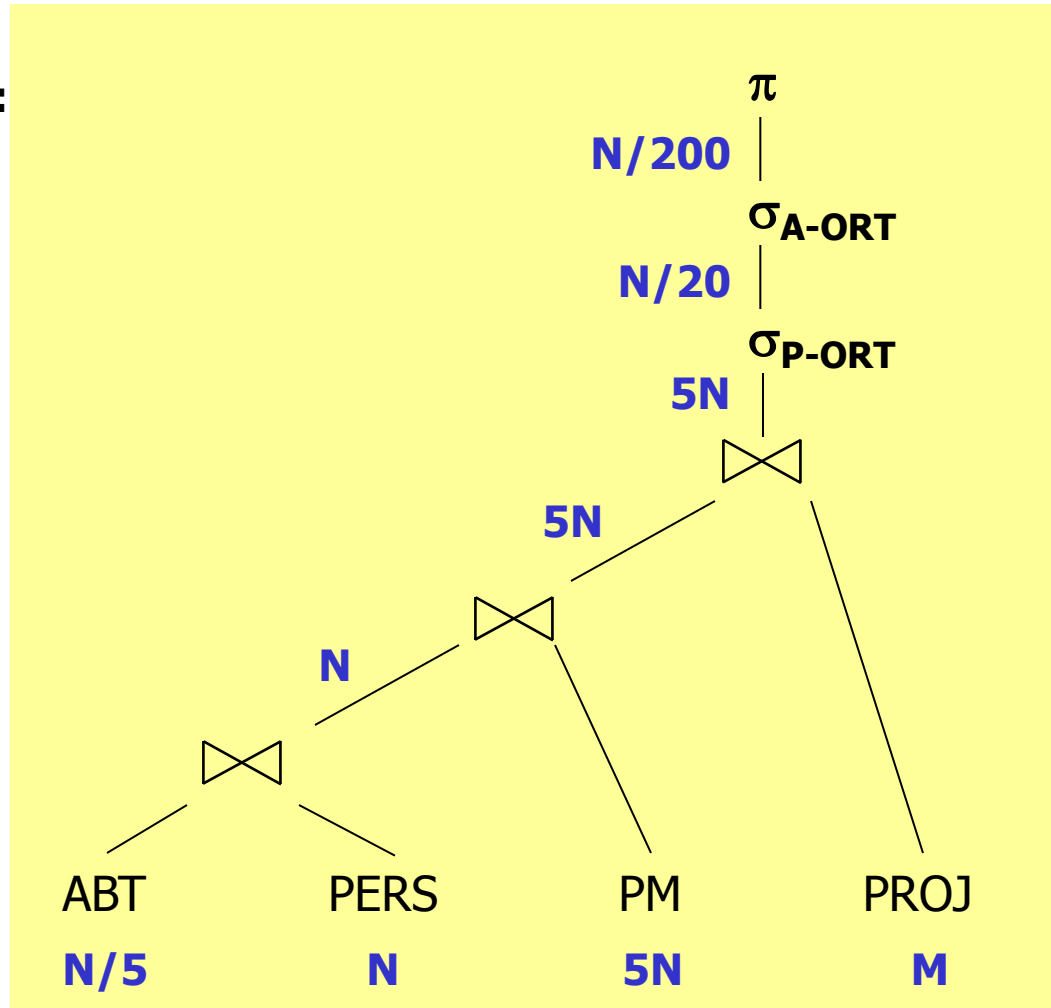 :
π
N/200
σA-ORT
N/20
σP-ORT
5N
5N
N
ABT PERS PM PROJ
N/5 N 5N M